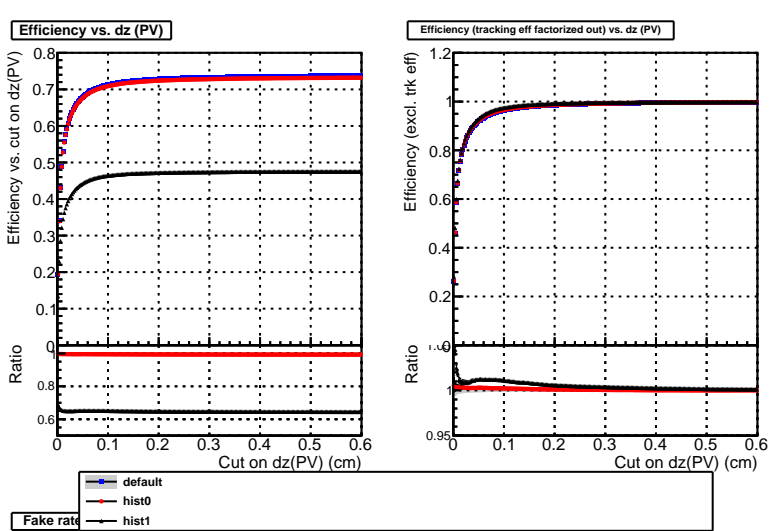 Efficiency vs. dz (PV)
Efficiency (tracking eff factorized out) vs. dz (PV)
Efficiency vs. cut on dz(PV)
0.8
0.7
0.6
0.5
0.4
0.3
0.2
0.1
0
Efficiency (excl. trk eff)
1.2
1
0.8
0.6
0.4
0.2
Ratio
1
0.8
0.6
0 0.1 0.2 0.3 0.4 0.5 0.6
Cut on dz(PV) (cm)
Ratio
1
0.95
0 0.1 0.2 0.3 0.4 0.5 0.6
Cut on dz(PV) (cm)
default
hist0
hist1
Fake rate